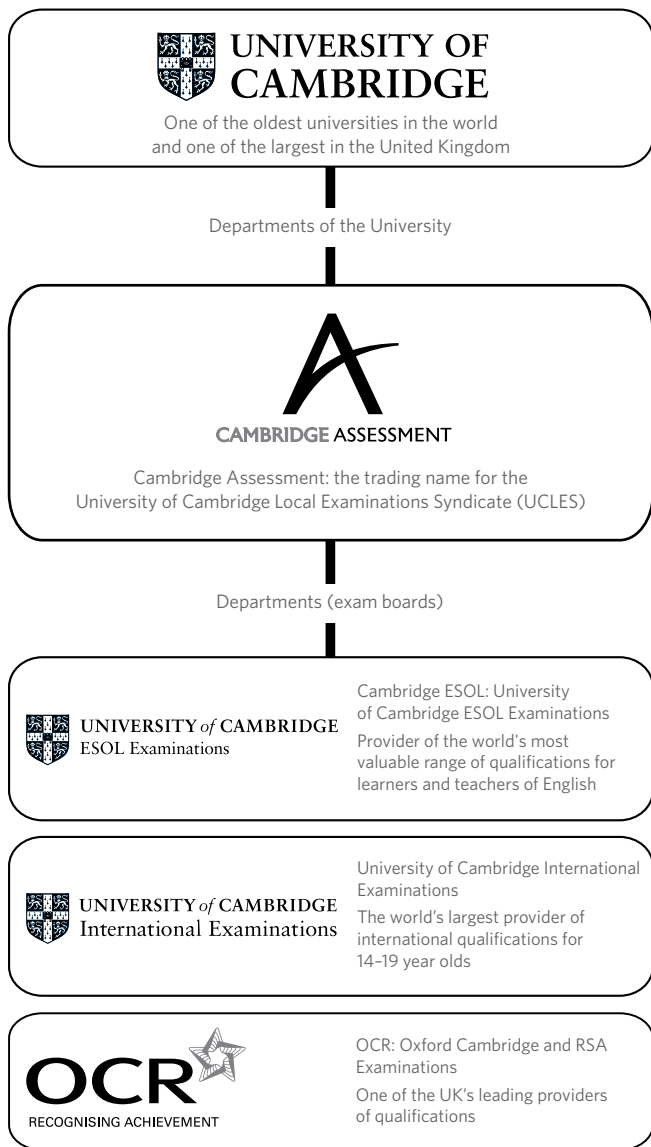 UNIVERSITY OF
CAMBRIDGE
One of the oldest universities in the world
and one of the largest in the United Kingdom
Departments of the University
CAMBRIDGE ASSESSMENT
Cambridge Assessment: the trading name for the
University of Cambridge Local Examinations Syndicate (UCLES)
Departments (exam boards)
UNIVERSITY of CAMBRIDGE
ESOL Examinations
Cambridge ESOL: University
of Cambridge ESOL Examinations
Provider of the world's most
valuable range of qualifications for
learners and teachers of English
UNIVERSITY of CAMBRIDGE
International Examinations
University of Cambridge International
Examinations
The world’s largest provider of
international qualifications for
14–19 year olds
OCR
RECOGNISING ACHIEVEMENT
OCR: Oxford Cambridge and RSA
Examinations
One of the UK’s leading providers
of qualifications